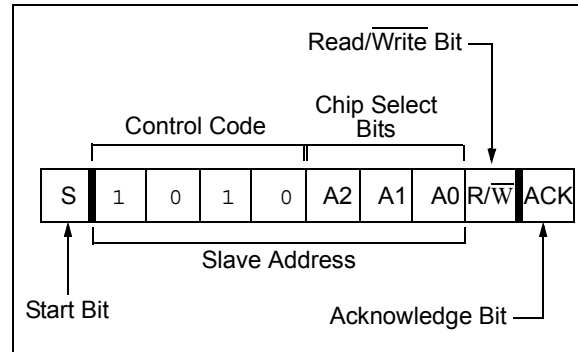 Read/Write Bit
Chip Select
Bits
Control Code
S 1 0 1 0 A2 A1 A0 R/W ACK
Slave Address
Start Bit
Acknowledge Bit